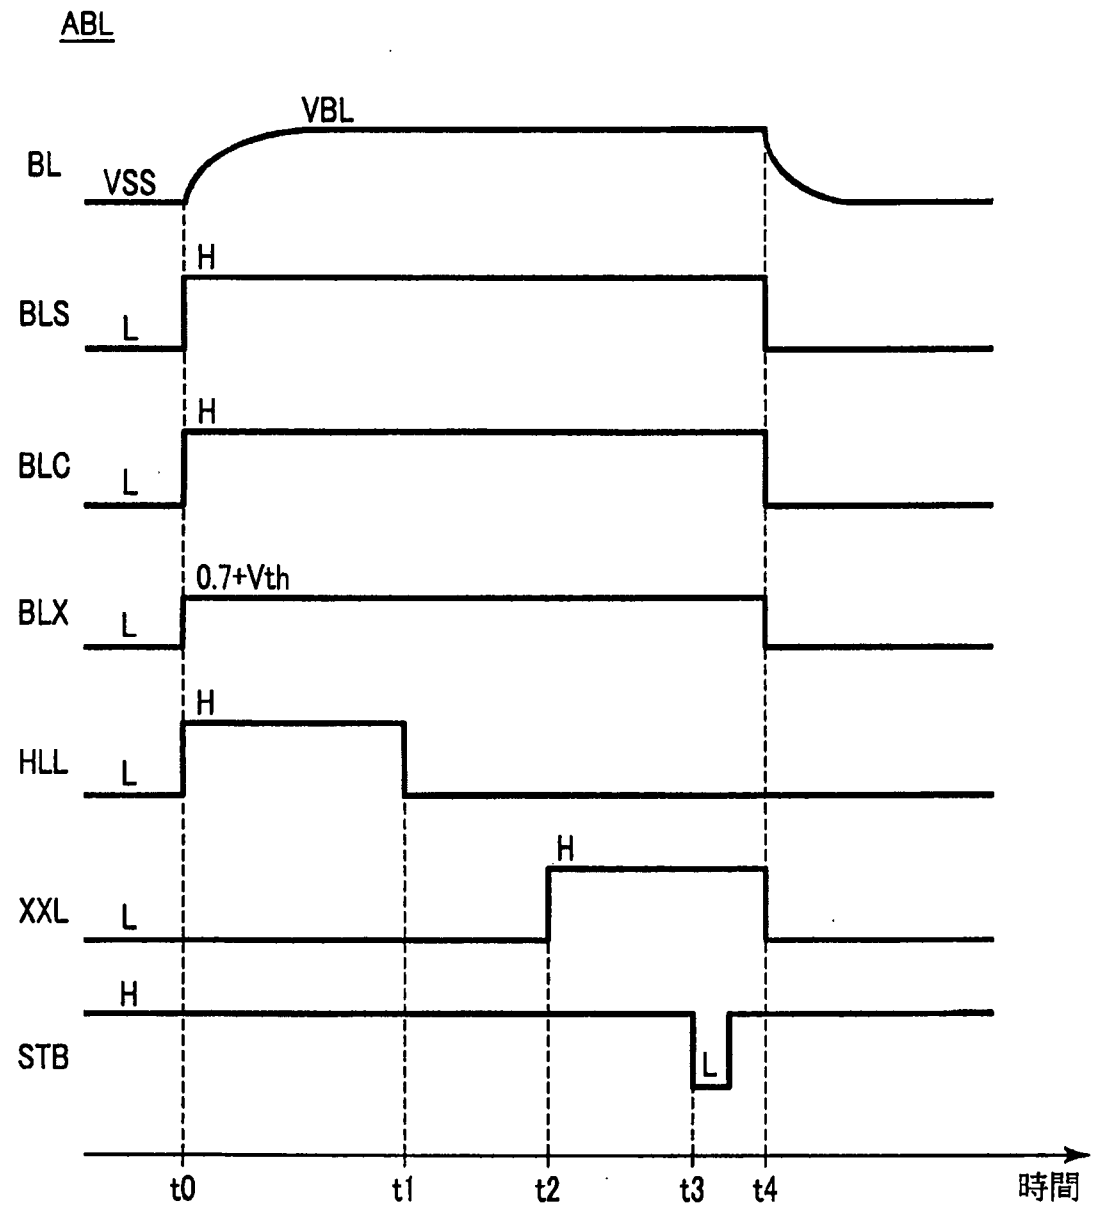 ABL
VBL
BL
VSS
H
BLS
L
H
BLC
L
0.7+Vth
BLX
L
H
HLL
L
H
XXL
L
H
STB
L
t0 t1 t2 t3 t4 時間